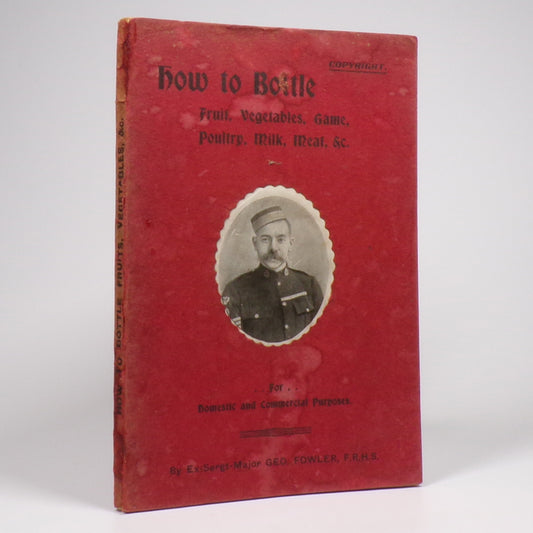 COPYRIGHT.
How to Bottle
Fruit, Vegetables, Game,
Poultry, Milk, Meat, &c.
. . For . .
Domestic and Commercial Purposes.
By Ex-Sergt-Major GEO. FOWLER, F.R.H.S.
HOW TO BOTTLE FRUITS, VEGETABLES, &c.